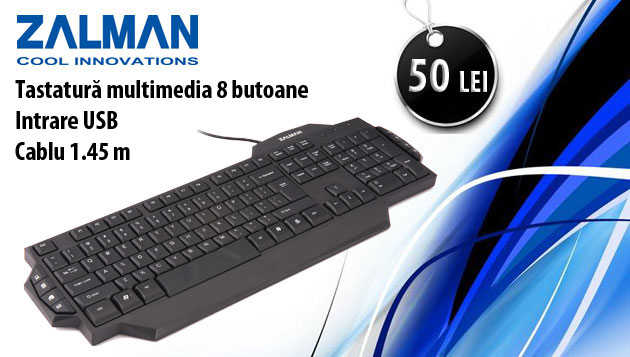 ZALMAN
COOL INNOVATIONS
Tastatură multimedia 8 butoane
Intrare USB
Cablu 1.45 m
50 LEI
ZALMAN